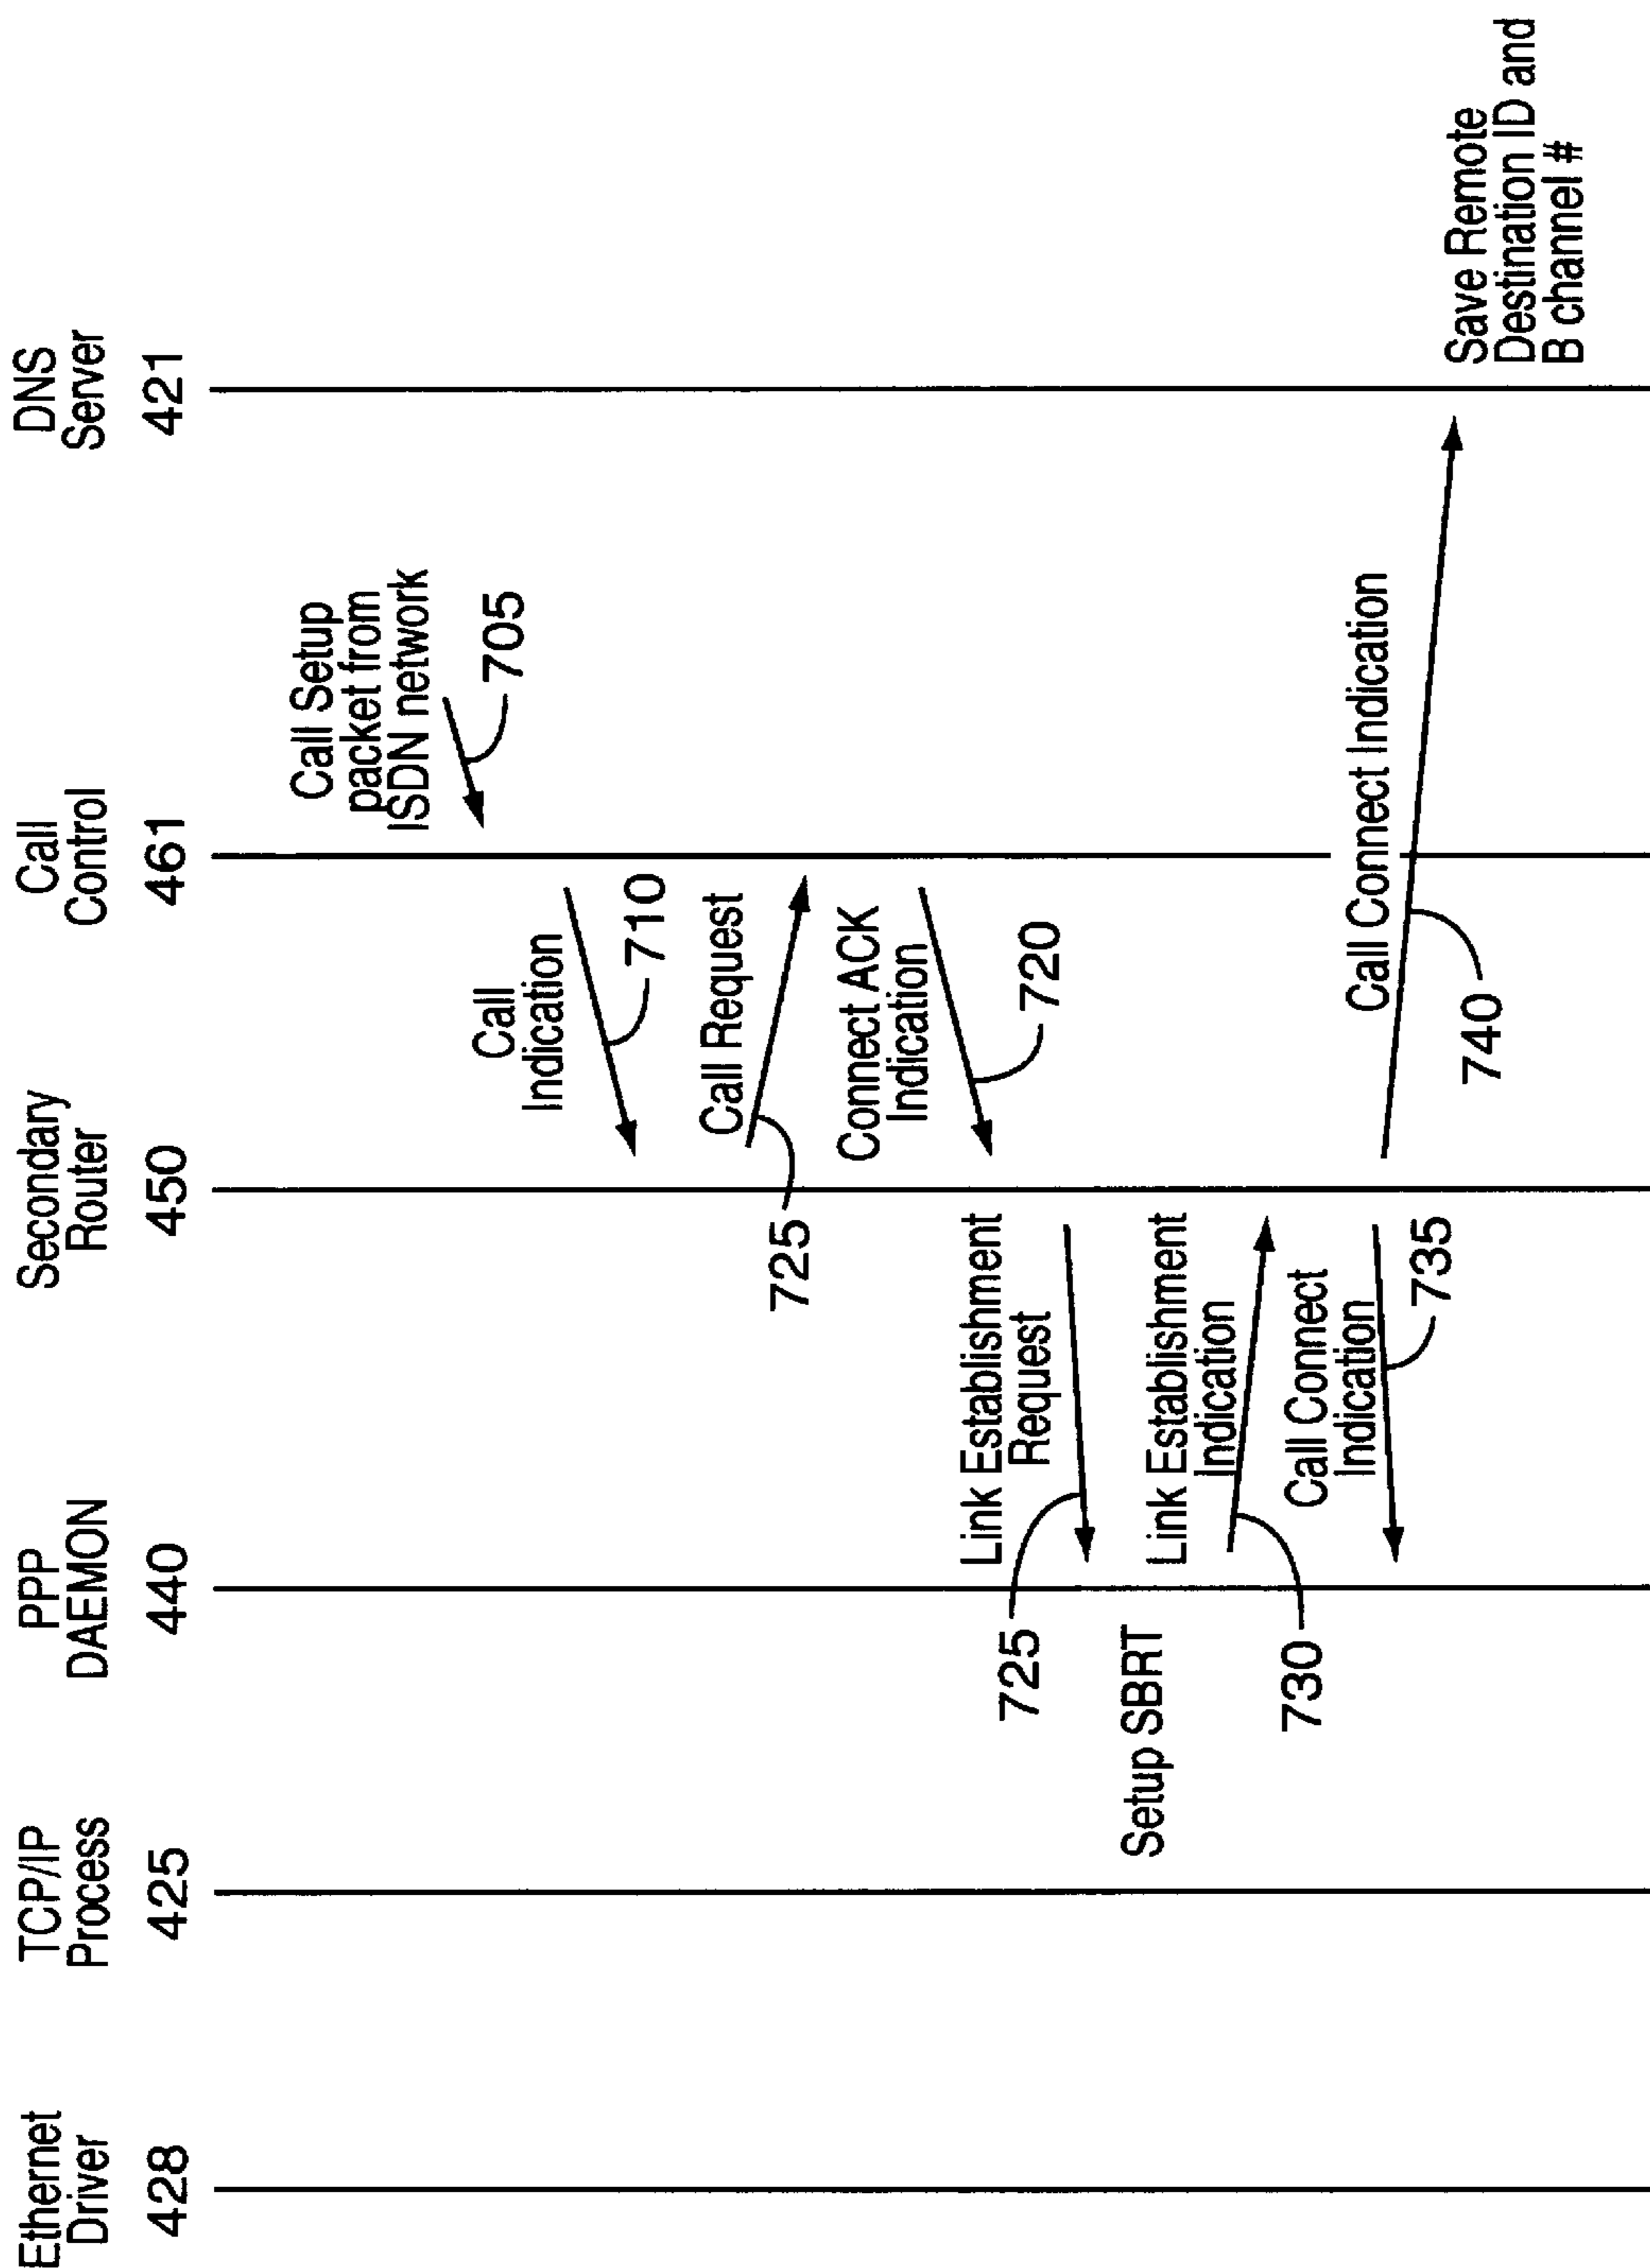 Ethernet
Driver
428
TCP/IP
Process
425
PPP
DAEMON
440
Secondary
Router
450
Call
Control
461
DNS
Server
421
Call Setup
packet from
ISDN network
705
Call
Indication
710
Call Request
725
Connect ACK
Indication
720
Link Establishment
Request
725
Setup SBRT
Link Establishment
Indication
730
Call Connect
Indication
735
Call Connect Indication
740
Save Remote
Destination ID and
B channel #